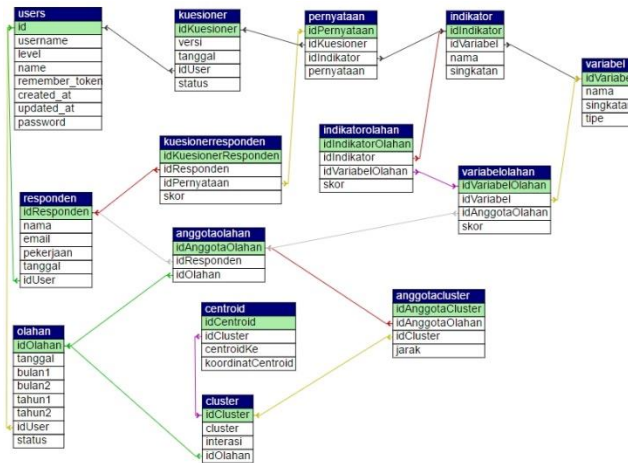 users
id
username
level
name
remember_token
created_at
updated_at
password
kuesioner
idKuesioner
versi
tanggal
idUser
status
pernyataan
idPernyataan
idKuesioner
idIndikator
pernyataan
indikator
idIndikator
idVariabel
nama
singkatan
variabel
idVariabel
nama
singkatan
tipe
kuesionerresponden
idKuesionerResponden
idResponden
idPernyataan
skor
indikatorolahan
idIndikatorOlahan
idIndikator
idVariabelOlahan
skor
variabelolahan
idVariabelOlahan
idVariabel
idAnggotaOlahan
skor
responden
idResponden
nama
email
pekerjaan
tanggal
idUser
anggotaolahan
idAnggotaOlahan
idResponden
idOlahan
anggotacluster
idAnggotaCluster
idAnggotaOlahan
idCluster
jarak
centroid
idCentroid
idCluster
centroidKe
koordinatCentroid
olahan
idOlahan
tanggal
bulan1
bulan2
tahun1
tahun2
idUser
status
cluster
idCluster
cluster
interasi
idOlahan